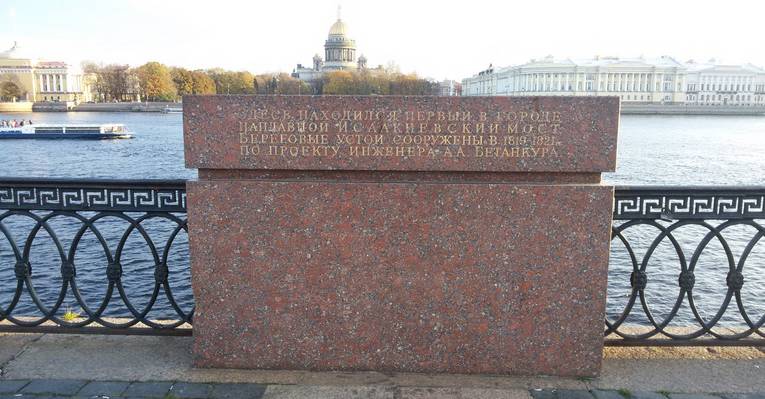 ЗДЕСЬ НАХОДИЛСЯ ПЕРВЫЙ В ГОРОДЕ
НАПЛАВНОЙ ИСААКИЕВСКИЙ МОСТ.
БЕРЕГОВЫЕ УСТОИ СООРУЖЕНЫ В 1819-1821 гг.
ПО ПРОЕКТУ ИНЖЕНЕРА А.А. БЕТАНКУРА